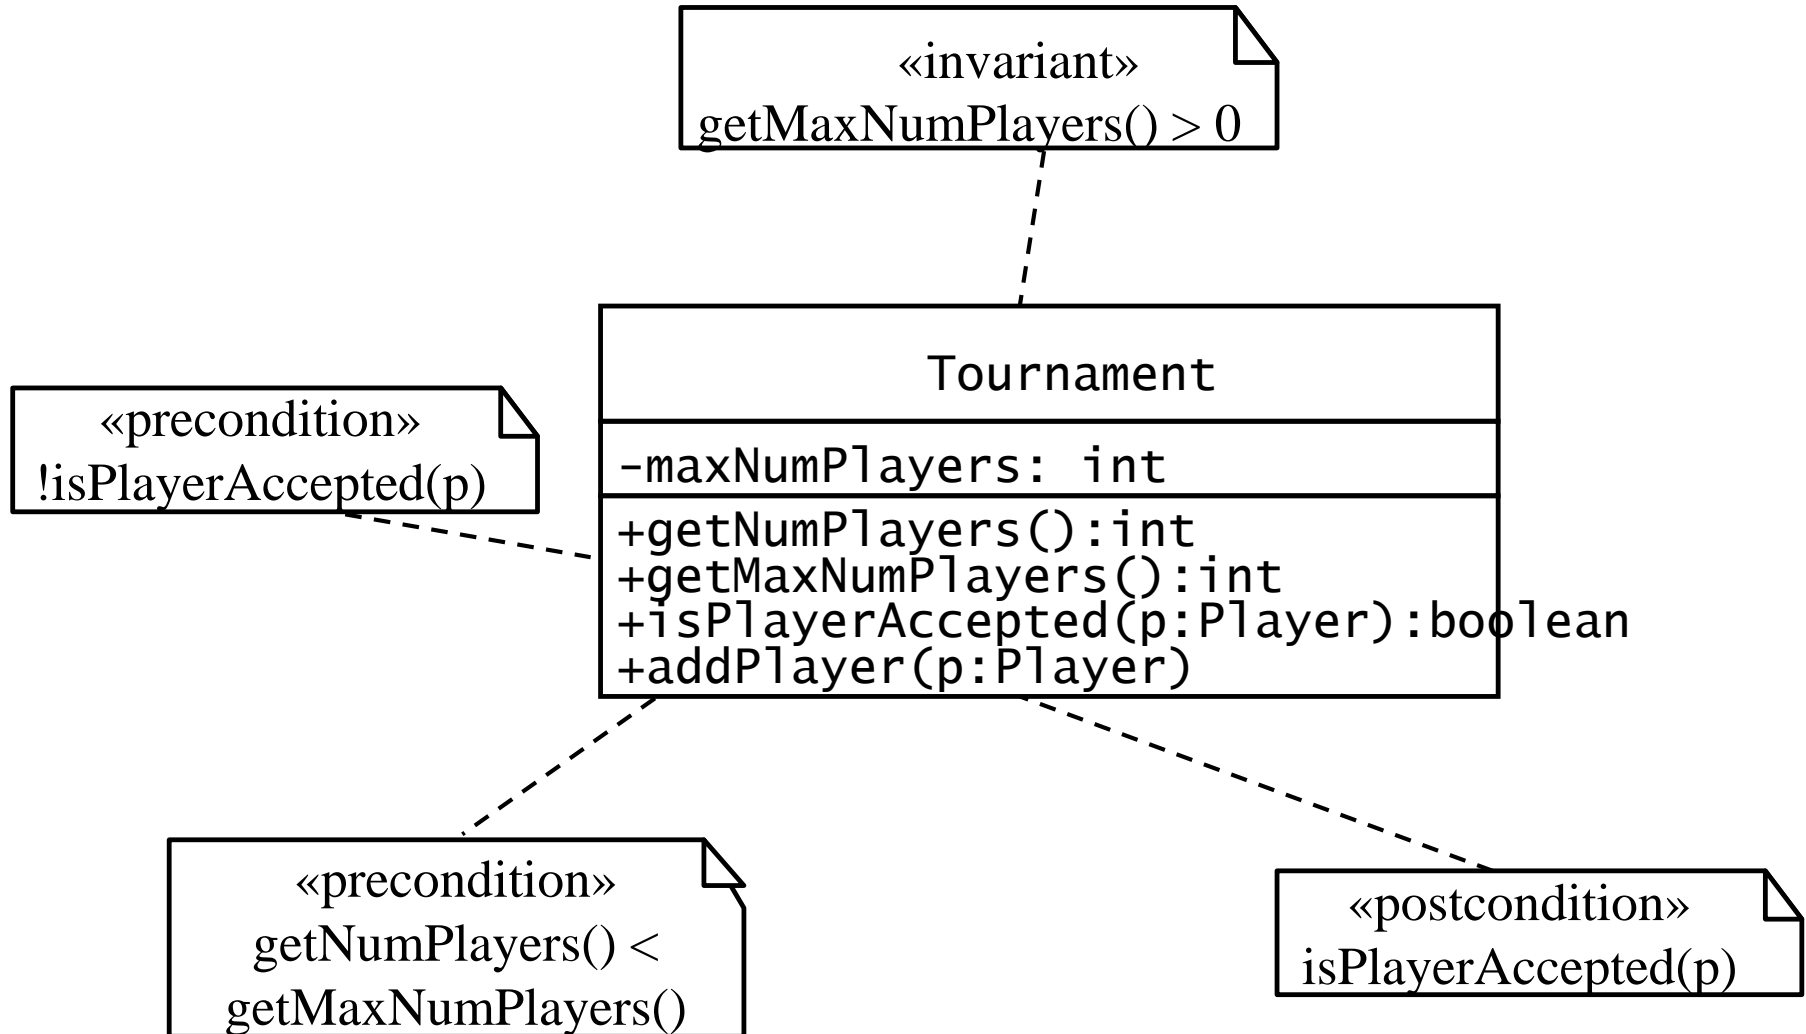 «invariant»
getMaxNumPlayers() > 0
Tournament
-maxNumPlayers: int
+getNumPlayers():int
+getMaxNumPlayers():int
+isPlayerAccepted(p:Player):boolean
+addPlayer(p:Player)
«precondition»
!isPlayerAccepted(p)
«precondition»
getNumPlayers() <
getMaxNumPlayers()
«postcondition»
isPlayerAccepted(p)